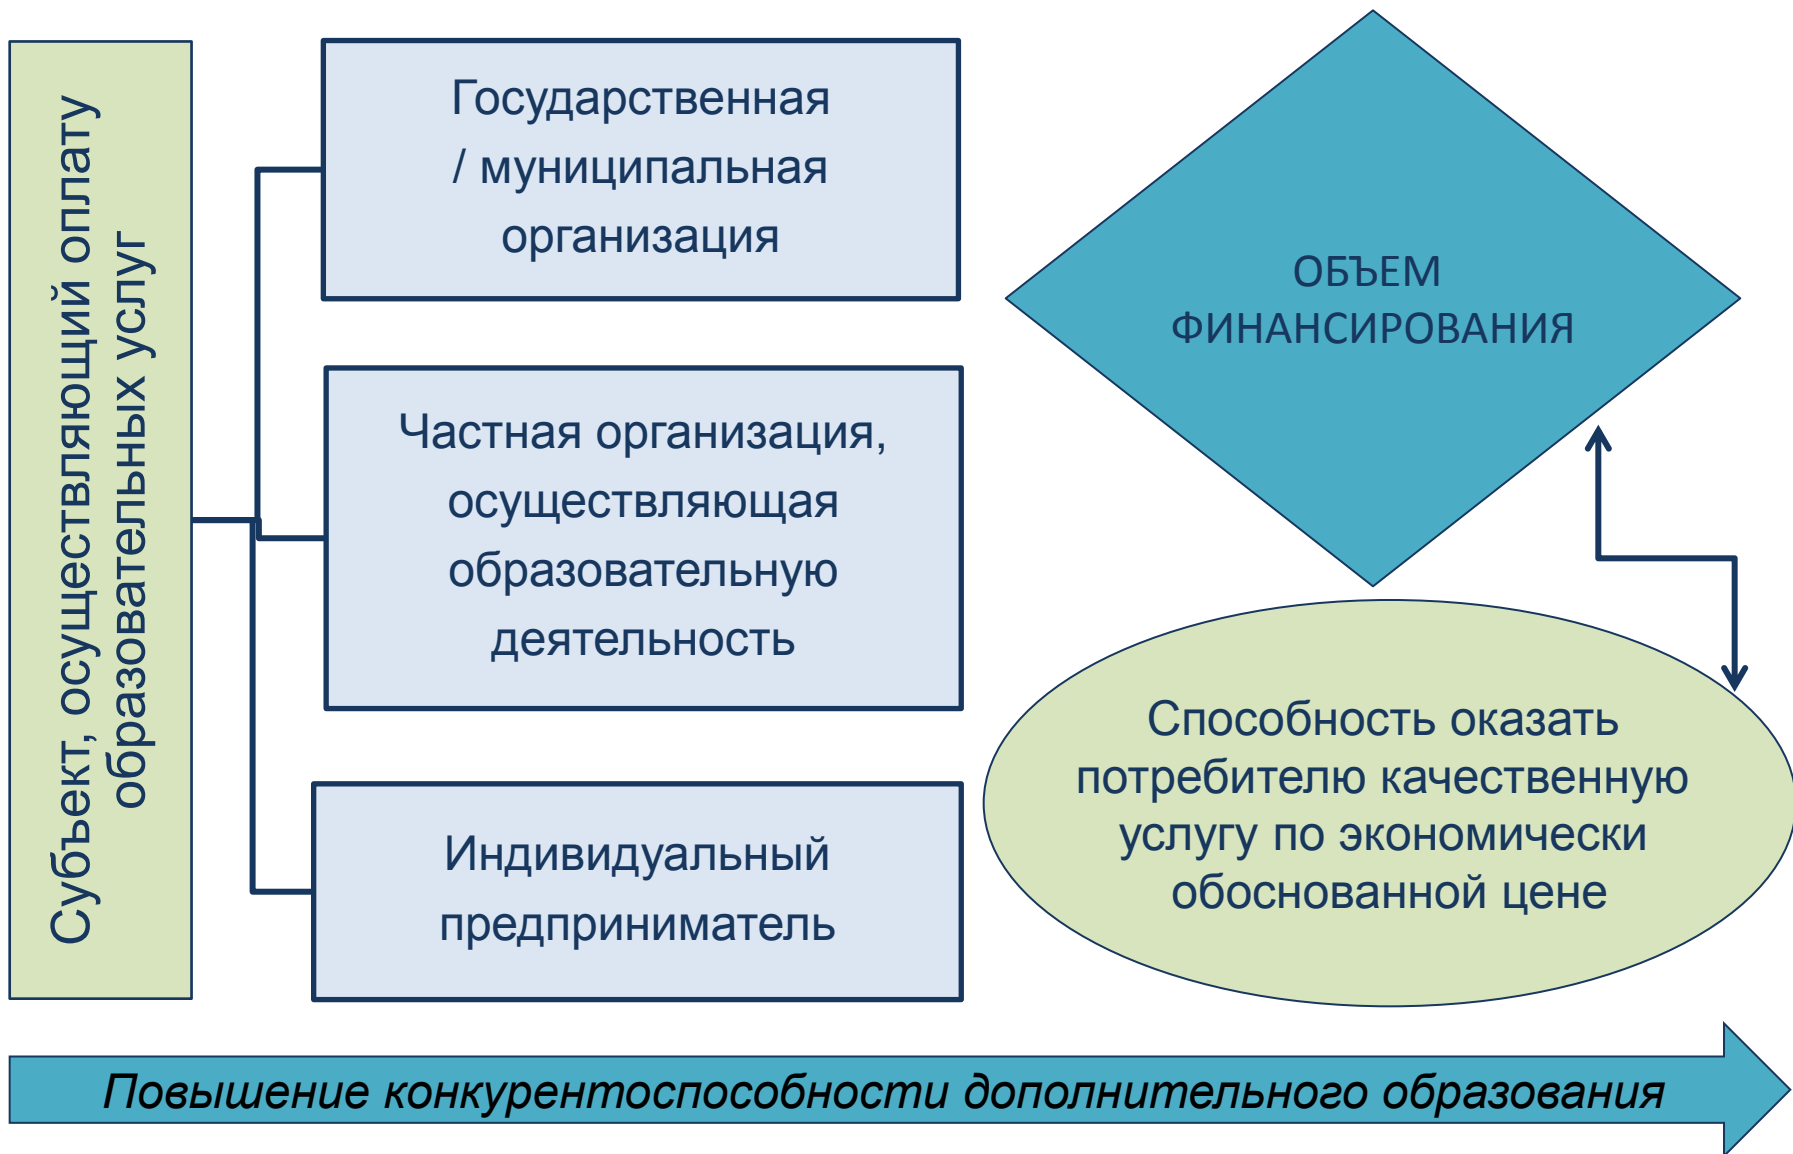 Субъект, осуществляющий оплату
образовательных услуг
Государственная
/ муниципальная
организация
Частная организация,
осуществляющая
образовательную
деятельность
Индивидуальный
предприниматель
ОБЪЕМ
ФИНАНСИРОВАНИЯ
Способность оказать
потребителю качественную
услугу по экономически
обоснованной цене
Повышение конкурентоспособности дополнительного образования